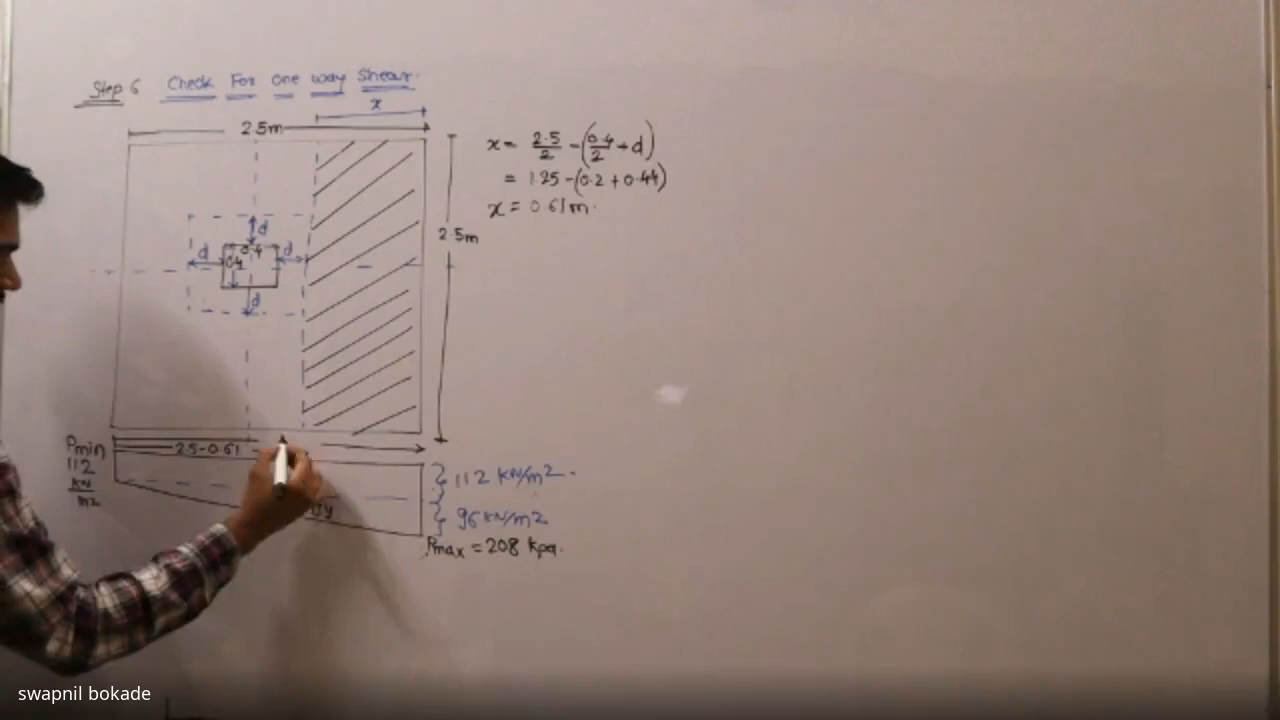 Step 6 Check For One way Shear.
x
2.5m
x = 2.5/2 - (0.4/2 + d)
= 1.25 - (0.2 + 0.44)
x = 0.61m.
2.5m
d
0.4
d
d
0.4
d
Pmin
112
KN/m2
2.5-0.61
112 KN/m2
96 KN/m2
Pmax = 208 kpa.
swapnil bokade